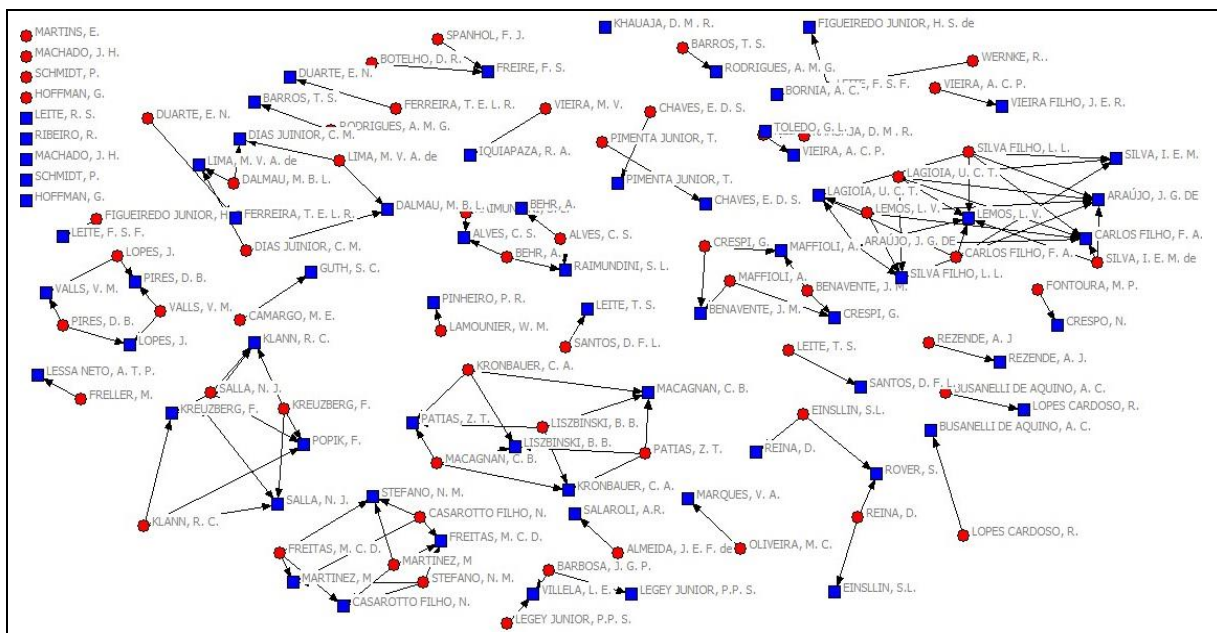 MARTINS, E.
MACHADO, J. H.
SCHMIDT, P.
HOFFMAN, G.
LEITE, R. S.
RIBEIRO, R.
MACHADO, J. H.
SCHMIDT, P.
HOFFMAN, G.
SPANHOL, F. J.
BOTELHO, D. R.
FREIRE, F. S.
KHAUAJA, D. M . R.
FIGUEIREDO JUNIOR, H. S. de
BARROS, T. S.
RODRIGUES, A. M. G.
WERNKE, R..
LEITE, F. S. F.
BORNIA, A. C.
VIEIRA, A. C. P.
VIEIRA FILHO, J. E. R.
DUARTE, E. N.
BARROS, T. S.
FERREIRA, T. E. L. R.
VIEIRA, M. V.
CHAVES, E. D. S.
DUARTE, E. N.
RODRIGUES, A. M. G.
DIAS JUINIOR, C. M.
IQUIAPAZA, R. A.
PIMENTA JUNIOR, T.
TOLEDO, G. L.
VIEIRA, A. C. P.
SILVA FILHO, L. L.
SILVA, I. E. M.
LIMA, M. V. A. de
LIMA, M. V. A. de
DALMAU, M. B. L.
PIMENTA JUNIOR, T.
CHAVES, E. D. S.
LAGIOIA, U. C. T.
LAGIOIA, U. C. T.
ARAÚJO, J. G. DE
FIGUEIREDO JUNIOR, H.
FERREIRA, T. E. L. R.
DALMAU, M. B. L.
BEHR, A.
LEMOS, L. V.
LEMOS, L. V.
LEITE, F. S. F.
ALVES, C. S.
ALVES, C. S.
ARAÚJO, J. G. DE
CARLOS FILHO, F. A.
LOPES, J.
DIAS JUINIOR, C. M.
BEHR, A.
RAIMUNDINI, S. L.
CRESPI, G.
MAFFIOLI, A.
CARLOS FILHO, F. A.
SILVA, I. E. M. de
PIRES, D. B.
GUTH, S. C.
MAFFIOLI, A.
BENAVENTE, J. M.
SILVA FILHO, L. L.
FONTOURA, M. P.
VALLS, V. M.
VALLS, V. M.
CAMARGO, M. E.
PINHEIRO, P. R.
LEITE, T. S.
BENAVENTE, J. M.
CRESPI, G.
CRESPO, N.
PIRES, D. B.
LOPES, J.
KLANN, R. C.
LAMOUNIER, W. M.
SANTOS, D. F. L.
LEITE, T. S.
REZENDE, A. J
REZENDE, A. J.
LESSA NETO, A. T. P.
FRELLER, M.
SALLA, N. J.
KRONBAUER, C. A.
MACAGNAN, C. B.
SANTOS, D. F. L.
BUSANELLI DE AQUINO, A. C.
LOPES CARDOSO, R.
KREUZBERG, F.
KREUZBERG, F.
PATIAS, Z. T.
LISZBINSKI, B. B.
EINSLLIN, S.L.
BUSANELLI DE AQUINO, A. C.
POPIK, F.
LISZBINSKI, B. B.
PATIAS, Z. T.
REINA, D.
MACAGNAN, C. B.
ROVER, S.
KRONBAUER, C. A.
SALLA, N. J.
STEFANO, N. M.
MARQUES, V. A.
KLANN, R. C.
CASAROTTO FILHO, N.
SALAROLI, A.R.
REINA, D.
LOPES CARDOSO, R.
FREITAS, M. C. D.
FREITAS, M. C. D.
ALMEIDA, J. E. F. de
OLIVEIRA, M. C.
MARTINEZ, M
MARTINEZ, M
STEFANO, N. M.
BARBOSA, J. G. P.
CASAROTTO FILHO, N.
VILLELA, L. E.
LEGEY JUNIOR, P.P. S.
EINSLLIN, S.L.
LEGEY JUNIOR, P.P. S.